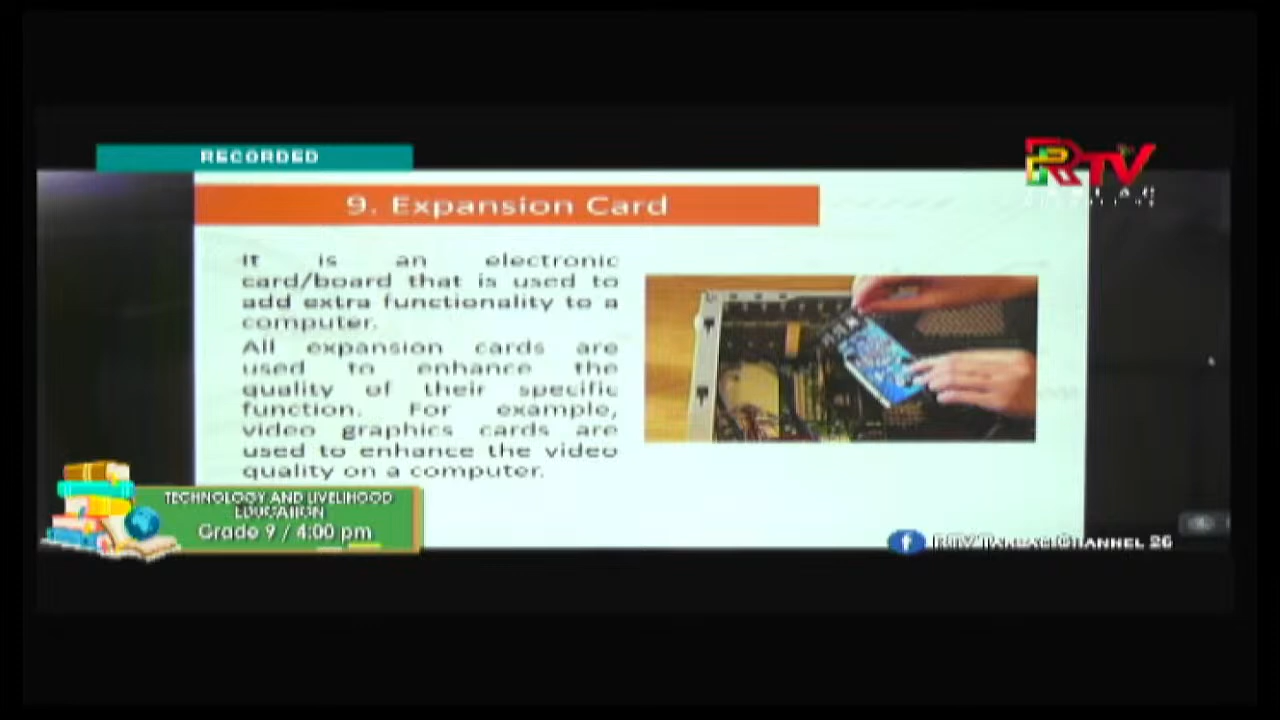 RECORDED
RTV
9. Expansion Card
It is an electronic
card/board that is used to
add extra functionality to a
computer.
All expansion cards are
used to enhance the
quality of their specific
function. For example,
video graphics cards are
used to enhance the video
quality on a computer.
TECHNOLOGY AND LIVELIHOOD
EDUCATION
Grade 9 / 4:00 pm
RTV TARLAC CHANNEL 26